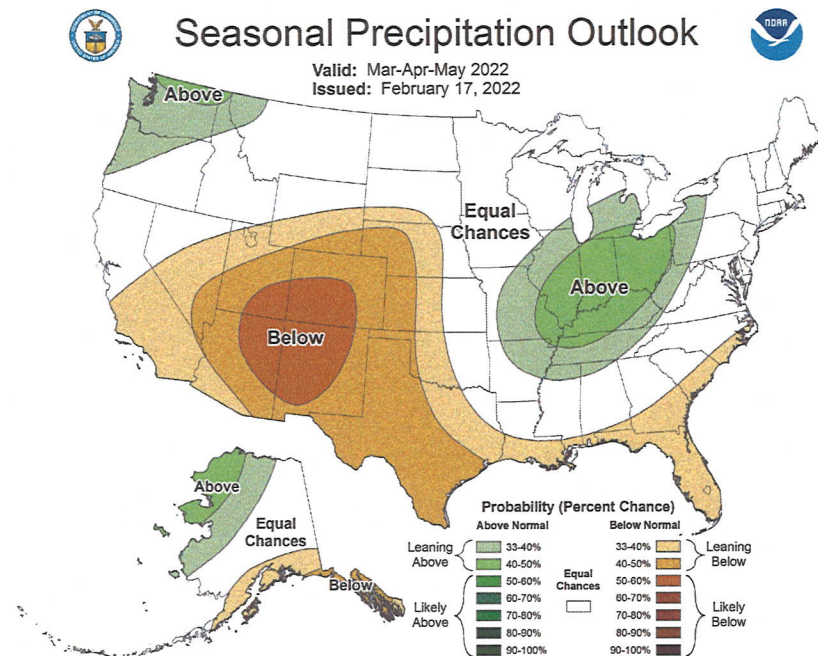 Seasonal Precipitation Outlook
NOAA
Valid: Mar-Apr-May 2022
Issued: February 17, 2022
Above
Equal
Chances
Above
Below
Above
Equal
Chances
Below
Probability (Percent Chance)
Above Normal
Below Normal
Leaning
Above
33-40%
40-50%
Likely
Above
50-60%
60-70%
70-80%
80-90%
90-100%
Equal
Chances
33-40%
40-50%
Leaning
Below
50-60%
60-70%
70-80%
80-90%
90-100%
Likely
Below